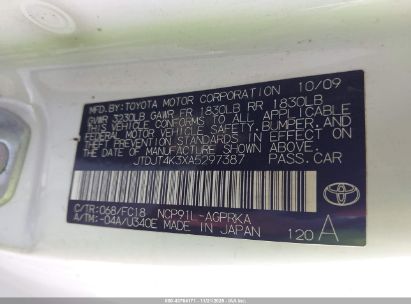 MFD. BY: TOYOTA MOTOR CORPORATION 10/09
GVWR 3230LB GAWR FR 1830LB RR 1830LB
THIS VEHICLE CONFORMS TO ALL APPLICABLE
FEDERAL MOTOR VEHICLE SAFETY, BUMPER, AND
THEFT PREVENTION STANDARDS IN EFFECT ON
THE DATE OF MANUFACTURE SHOWN ABOVE.
JTDJT4K3XA5297387 PASS. CAR
C/TR: 068/FC18 NCP91L-AGPRKA
A/TM: -04A/U340E MADE IN JAPAN 120 A
TOYOTA